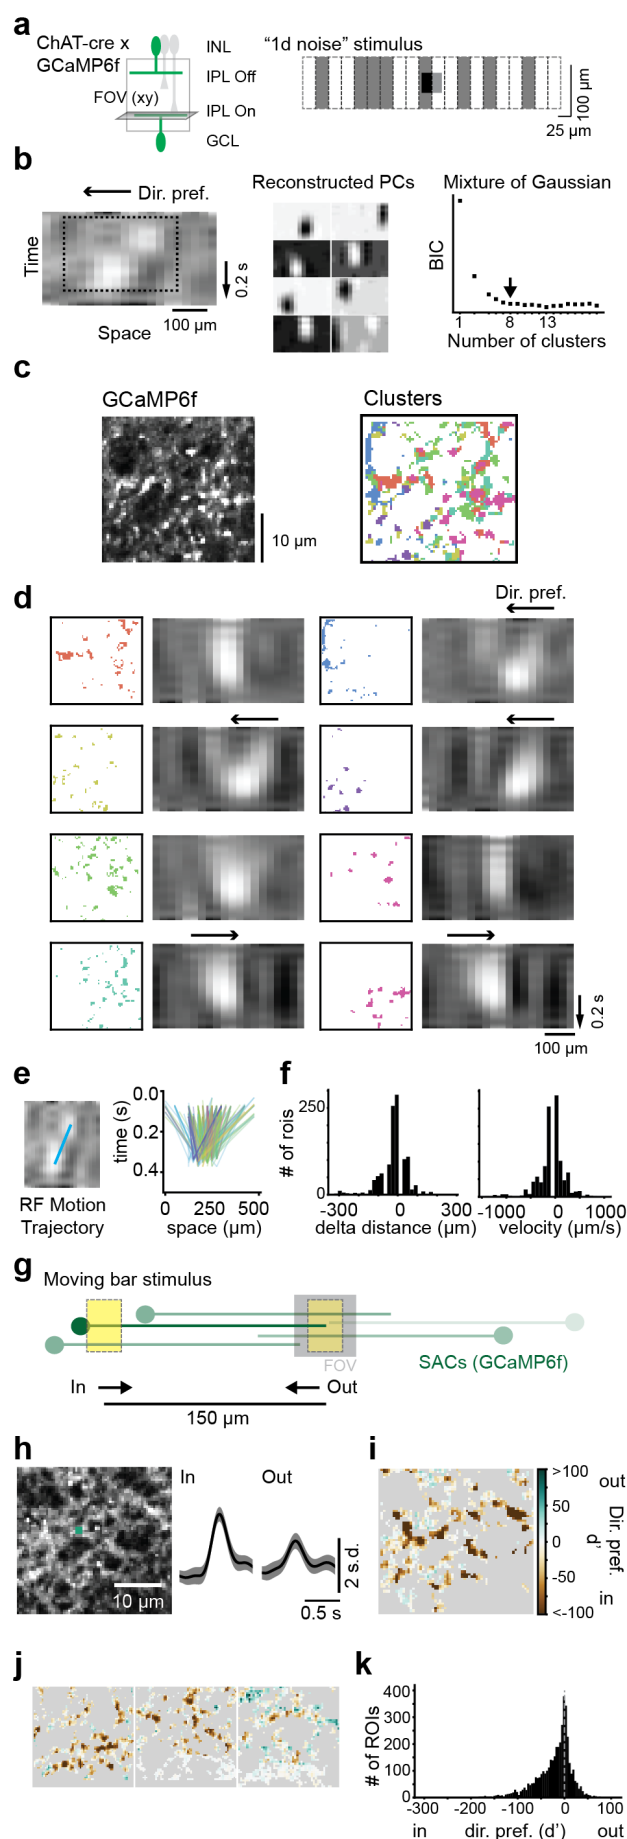 a
ChAT-cre x
GCaMP6f
INL
IPL Off
FOV (xy)
IPL On
GCL
“1d noise” stimulus
100 µm
25 µm
b
Dir. pref.
Time
0.2 s
100 µm
Space
Reconstructed PCs
Mixture of Gaussian
BIC
1 8 13
Number of clusters
c
GCaMP6f
10 µm
Clusters
d
Dir. pref.
0.2 s
100 µm
e
RF Motion
Trajectory
time (s)
0.0
0.2
0.4
0 250 500
space (µm)
f
# of rois
250
0
-300 0 300
delta distance (µm)
-1000 0 1000
velocity (µm/s)
g
Moving bar stimulus
FOV
SACs (GCaMP6f)
In
Out
150 µm
h
10 µm
In
Out
2 s.d.
0.5 s
i
>100
50
0
-50
<-100
out
Dir. pref.
d'
in
j
k
# of ROIs
400
300
200
100
0
-300 -200 -100 0 100
in dir. pref. (d') out